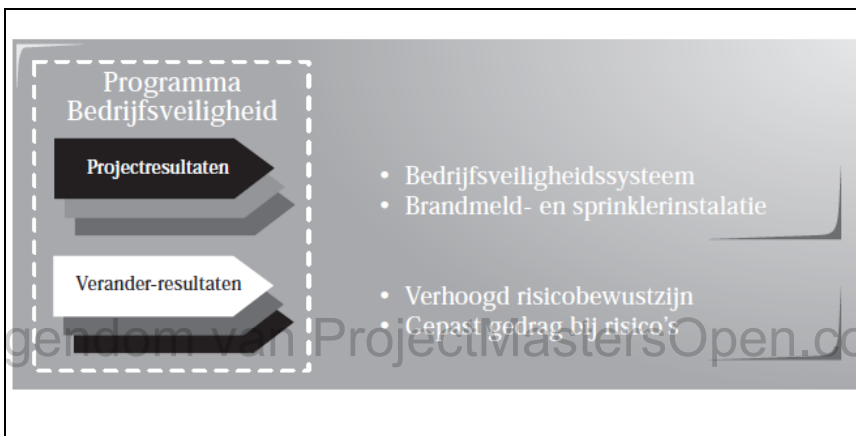 Programma
Bedrijfsveiligheid
Projectresultaten
• Bedrijfsveiligheidssysteem
• Brandmeld- en sprinklerinstalatie
Verander-resultaten
• Verhoogd risicobewustzijn
• Gepast gedrag bij risico's
gendom van ProjectMastersOpen.co